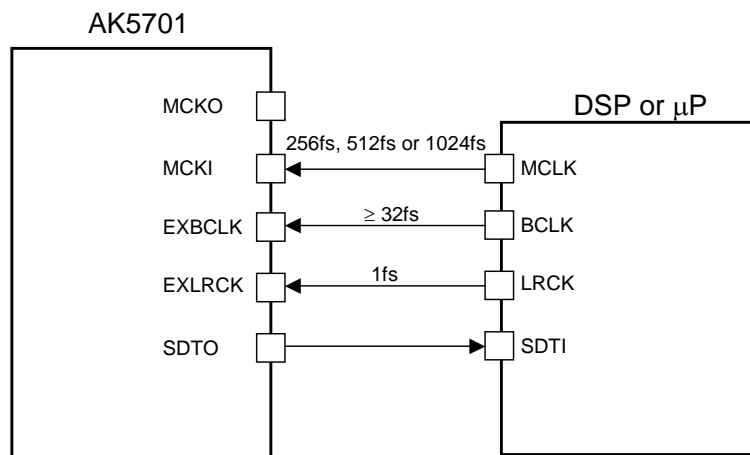 AK5701
DSP or μP
MCKO
256fs, 512fs or 1024fs
MCKI
MCLK
≥ 32fs
EXBCLK
BCLK
1fs
EXLRCK
LRCK
SDTO
SDTI